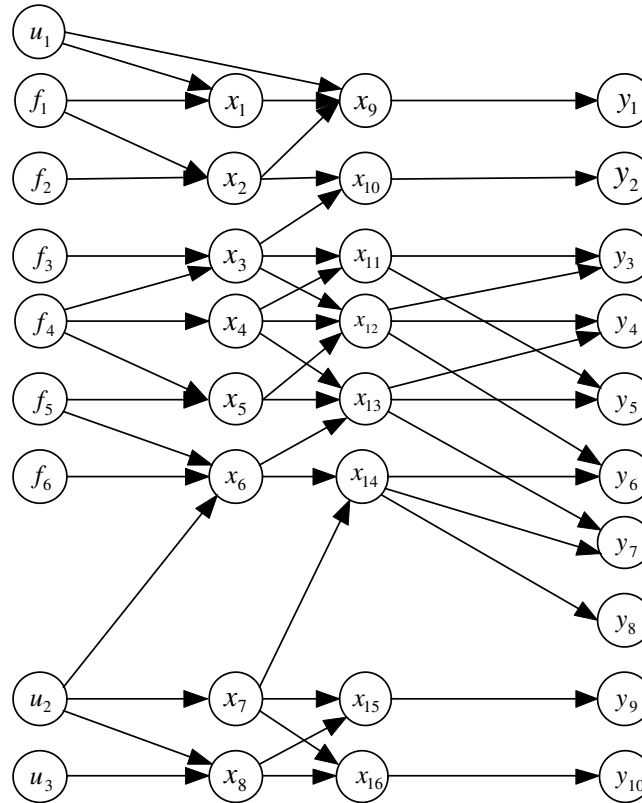 u₁
f₁ x₁ x₉ y₁
f₂ x₂ x₁₀ y₂
f₃ x₃ x₁₁ y₃
f₄ x₄ x₁₂ y₄
f₅ x₅ x₁₃ y₅
f₆ x₆ x₁₄ y₆
y₇
y₈
u₂ x₇ x₁₅ y₉
u₃ x₈ x₁₆ y₁₀